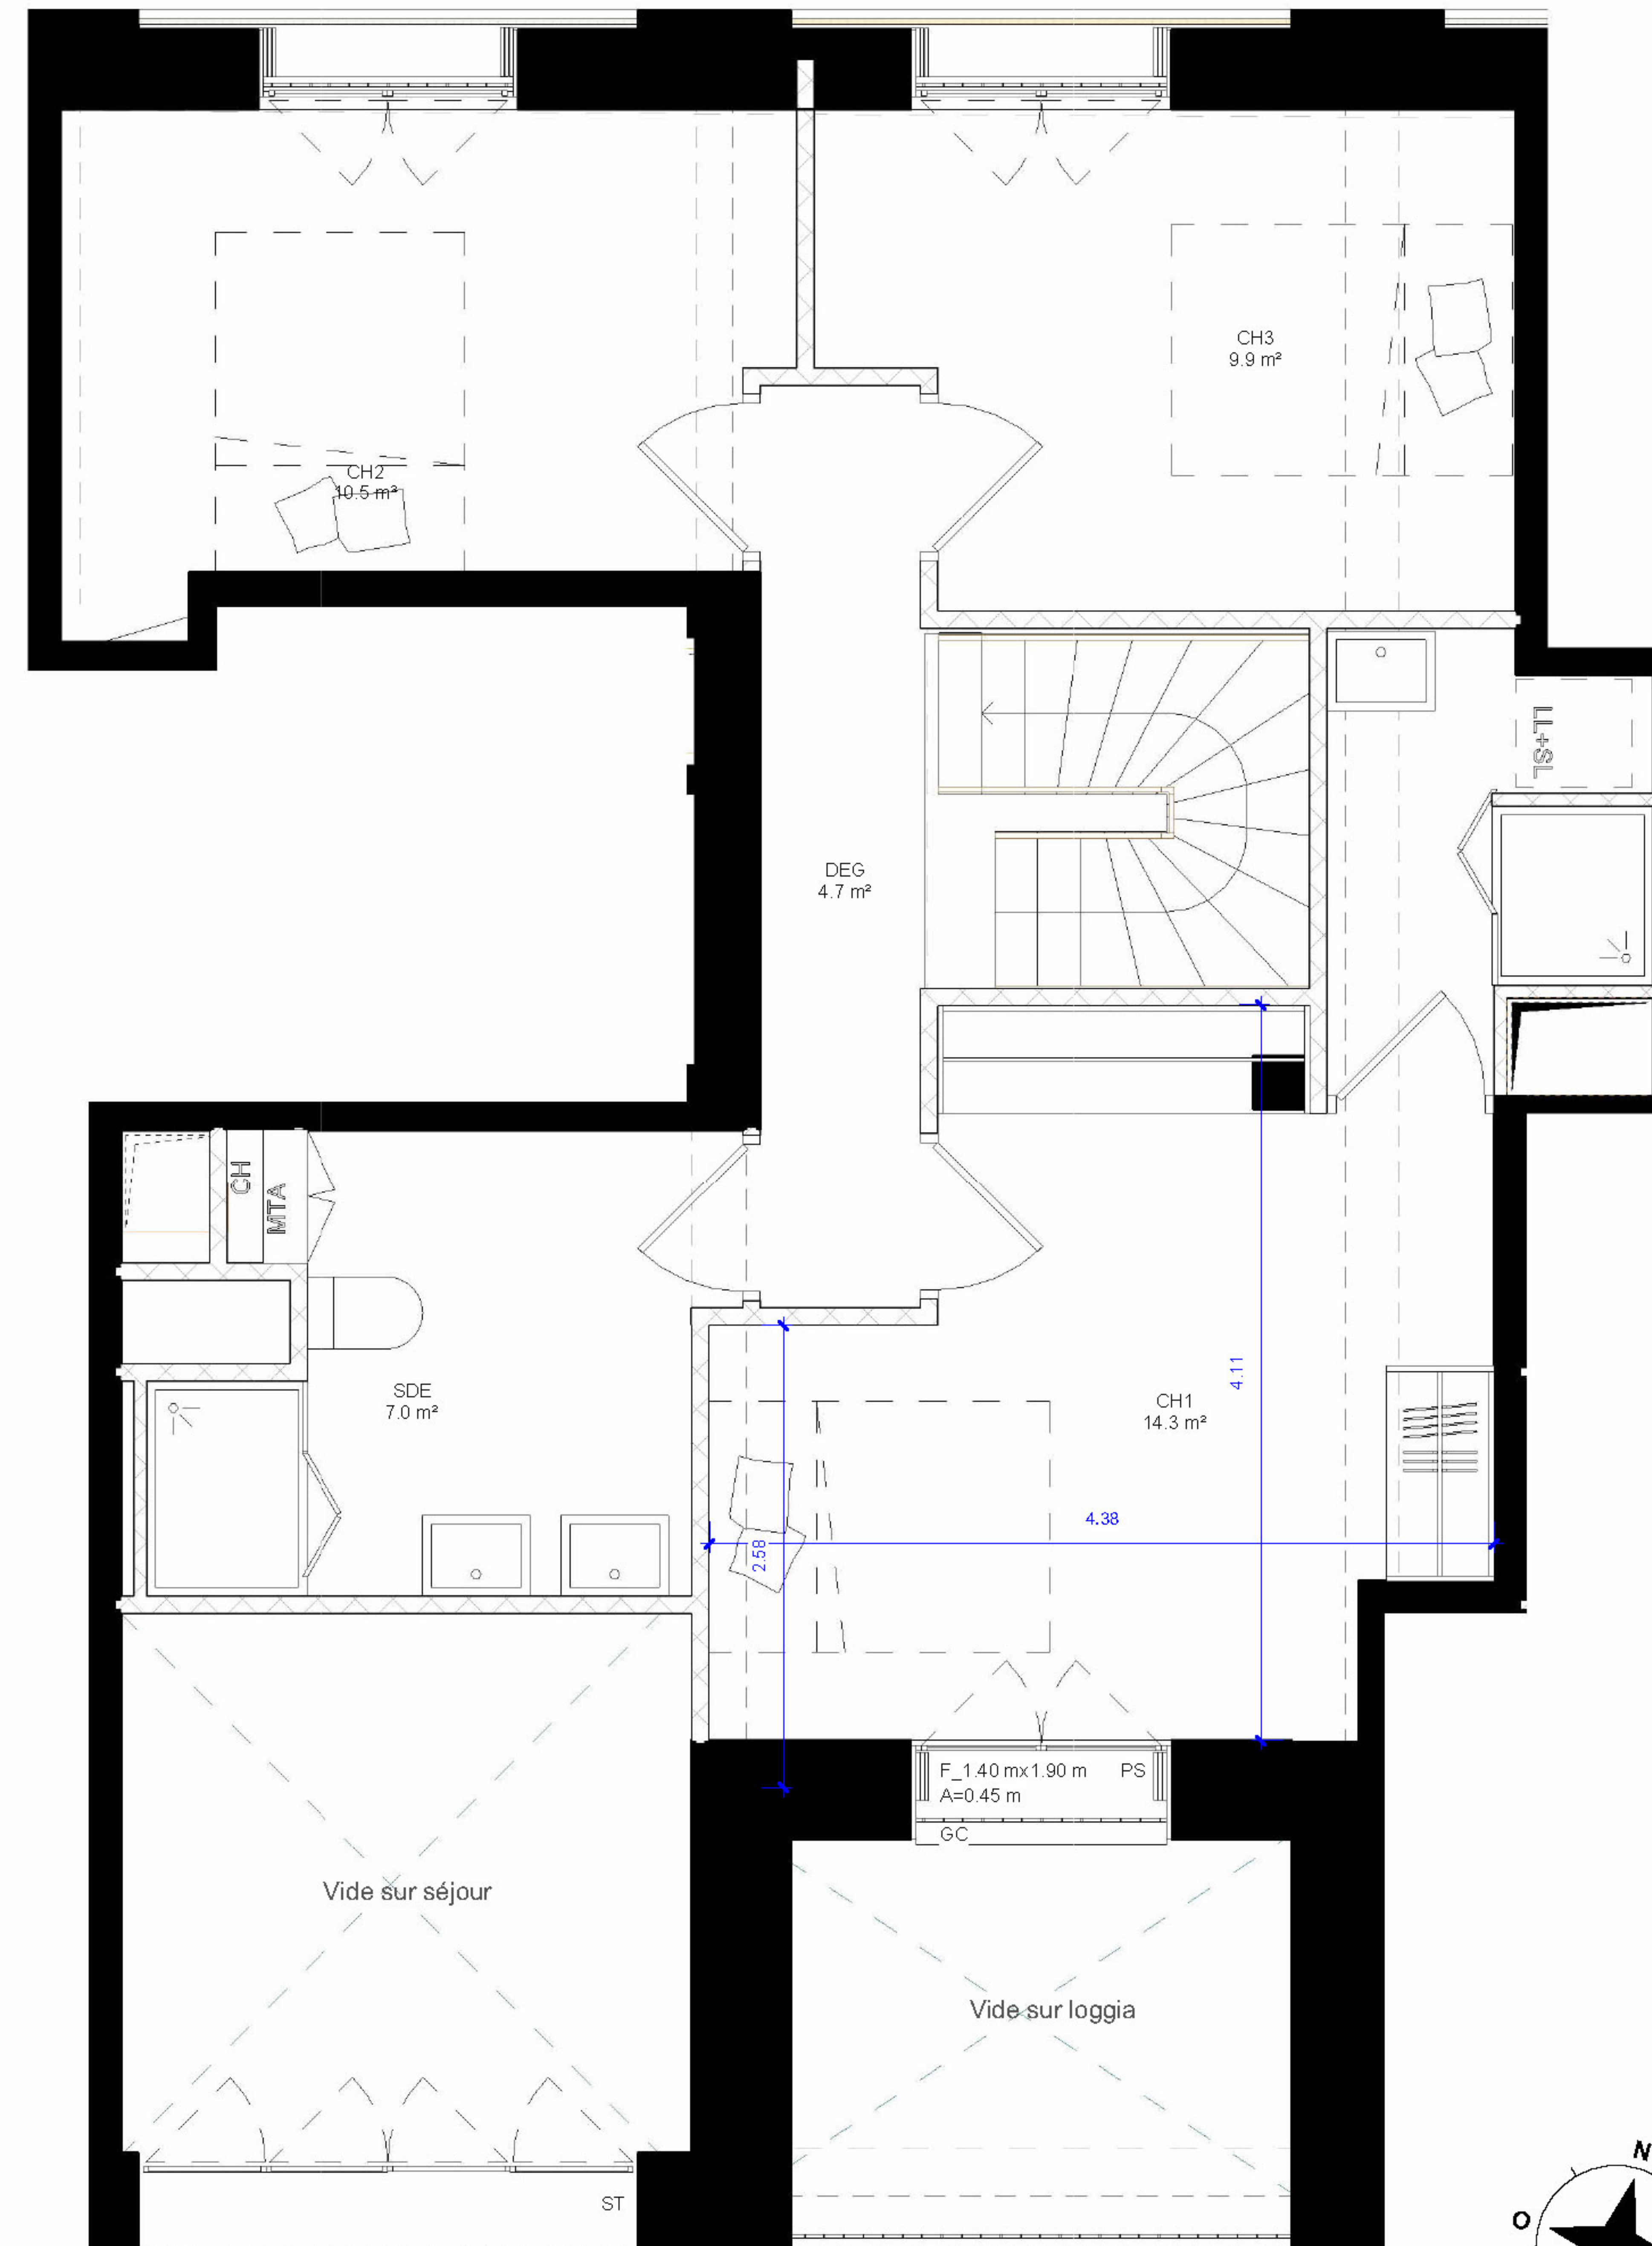 CH3
9.9 m²
CH2
10.5 m²
LL+SL
DEG
4.7 m²
CH
MTA
SDE
7.0 m²
4.11
CH1
14.3 m²
4.38
2.58
F_1.40 mx1.90 m PS
A=0.45 m
GC
Vide sur séjour
Vide sur loggia
ST
N
O